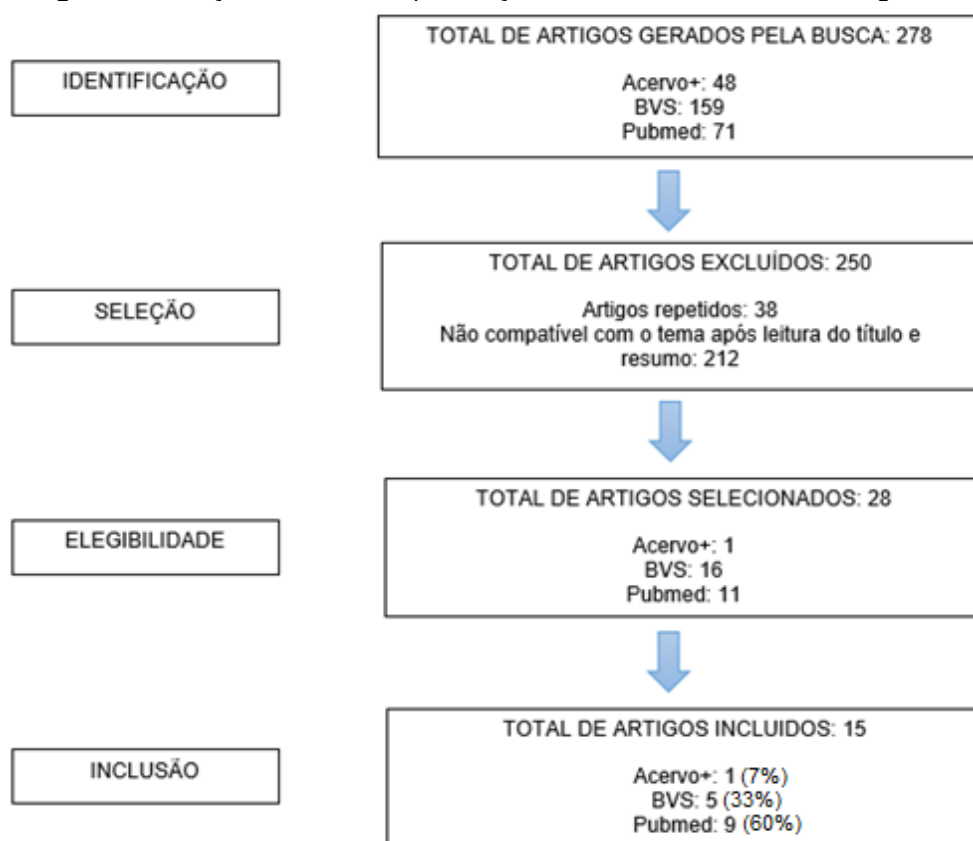 TOTAL DE ARTIGOS GERADOS PELA BUSCA: 278
IDENTIFICAÇÃO
Acervo+: 48
BVS: 159
Pubmed: 71
TOTAL DE ARTIGOS EXCLUÍDOS: 250
SELEÇÃO
Artigos repetidos: 38
Não compatível com o tema após leitura do título e
resumo: 212
TOTAL DE ARTIGOS SELECIONADOS: 28
ELEGIBILIDADE
Acervo+: 1
BVS: 16
Pubmed: 11
TOTAL DE ARTIGOS INCLUIDOS: 15
INCLUSÃO
Acervo+: 1 (7%)
BVS: 5 (33%)
Pubmed: 9 (60%)